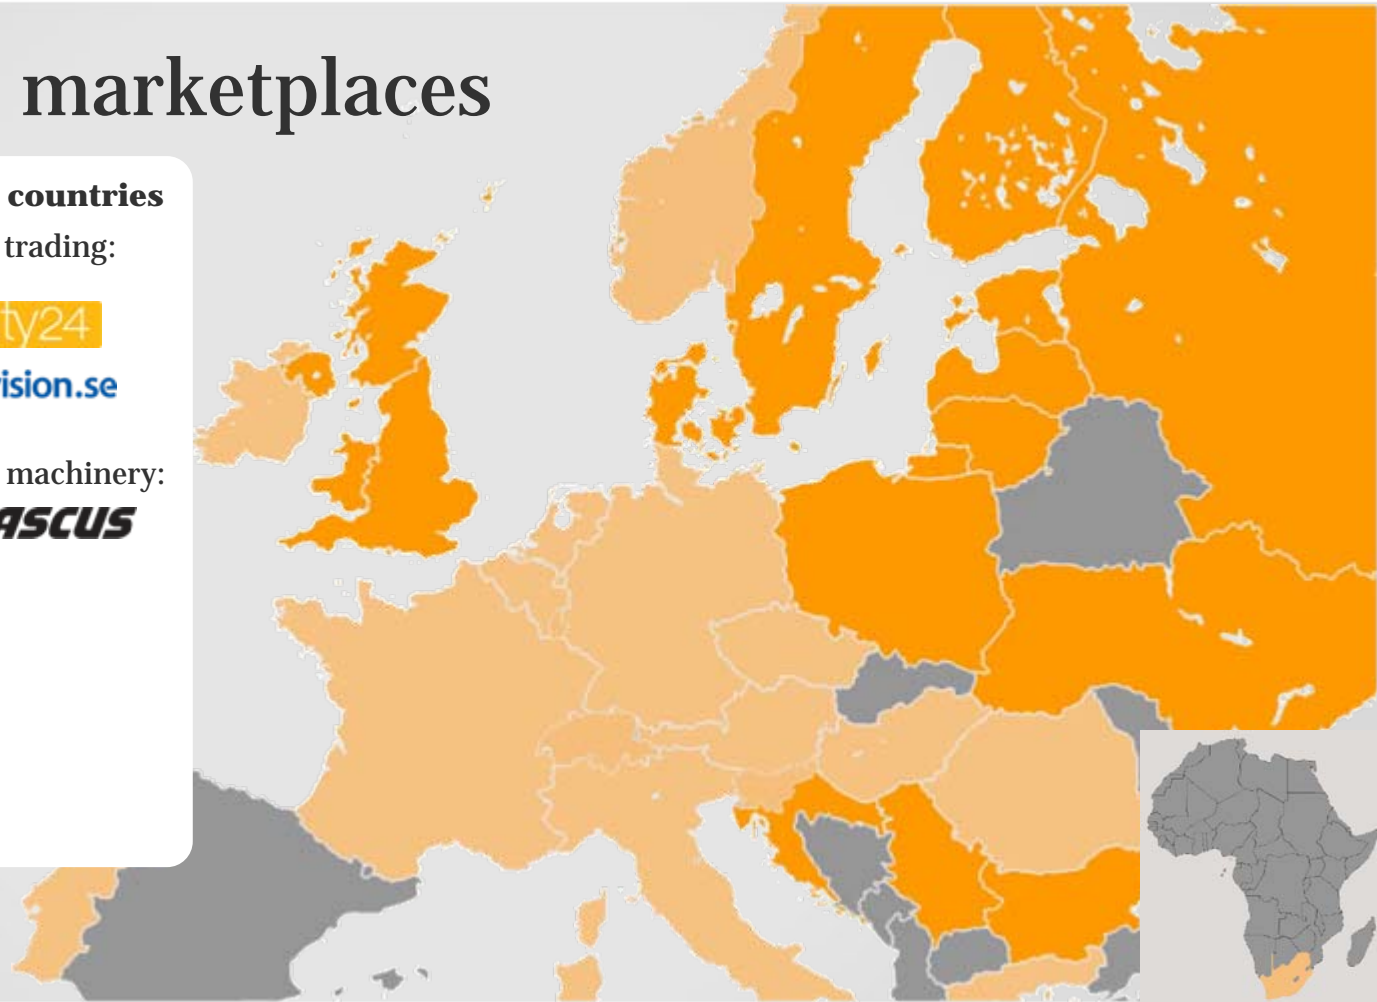 marketplaces
countries
trading:
ty24
ision.se
machinery:
ASCUS